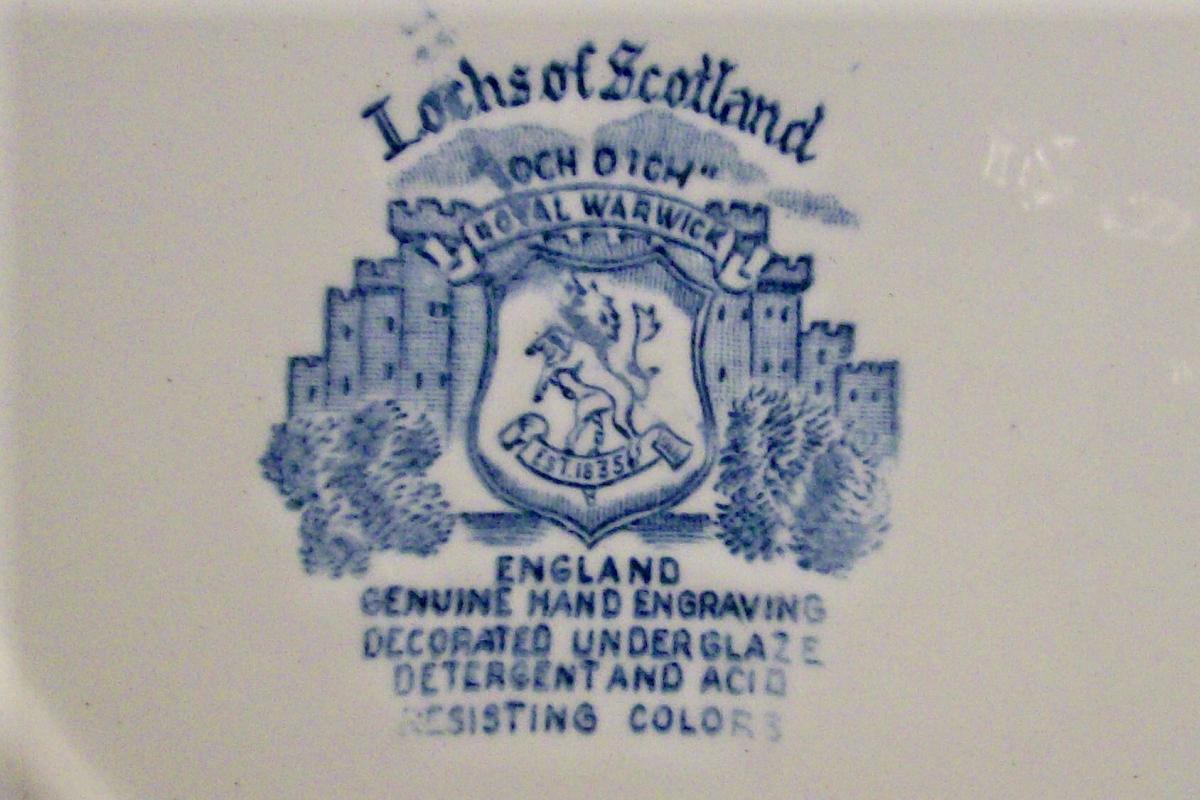 Lochs of Scotland
OCH O ICH"
ROYAL WARWICK
EST. 1835
ENGLAND
GENUINE HAND ENGRAVING
DECORATED UNDERGLAZE
DETERGENT AND ACID
RESISTING COLORS